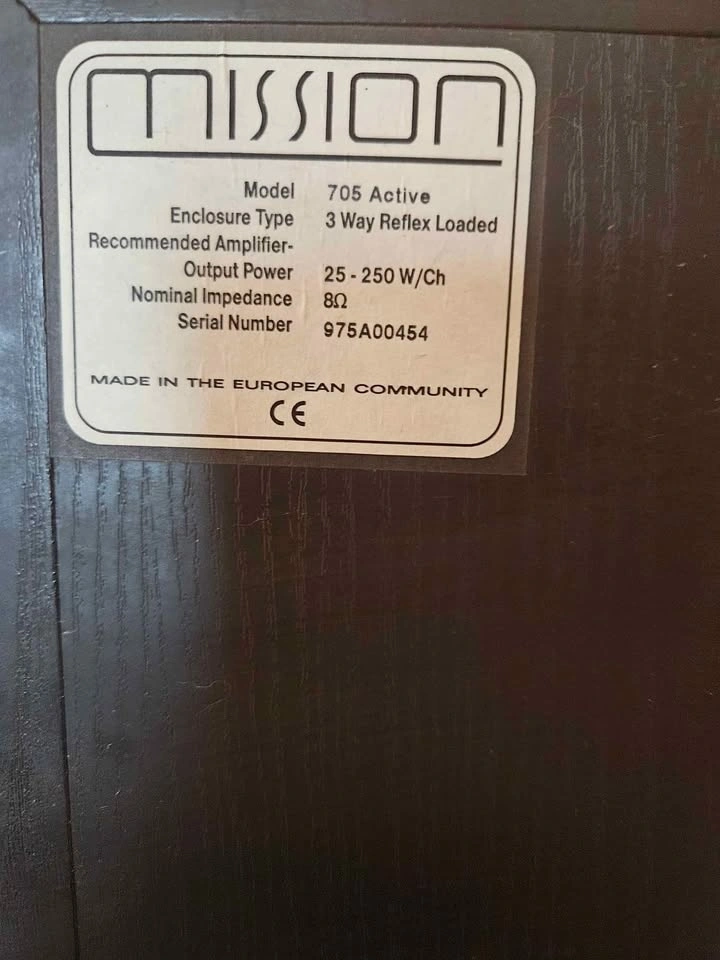 mission
Model 705 Active
Enclosure Type 3 Way Reflex Loaded
Recommended Amplifier-
Output Power 25 - 250 W/Ch
Nominal Impedance 8Ω
Serial Number 975A00454
MADE IN THE EUROPEAN COMMUNITY
CE